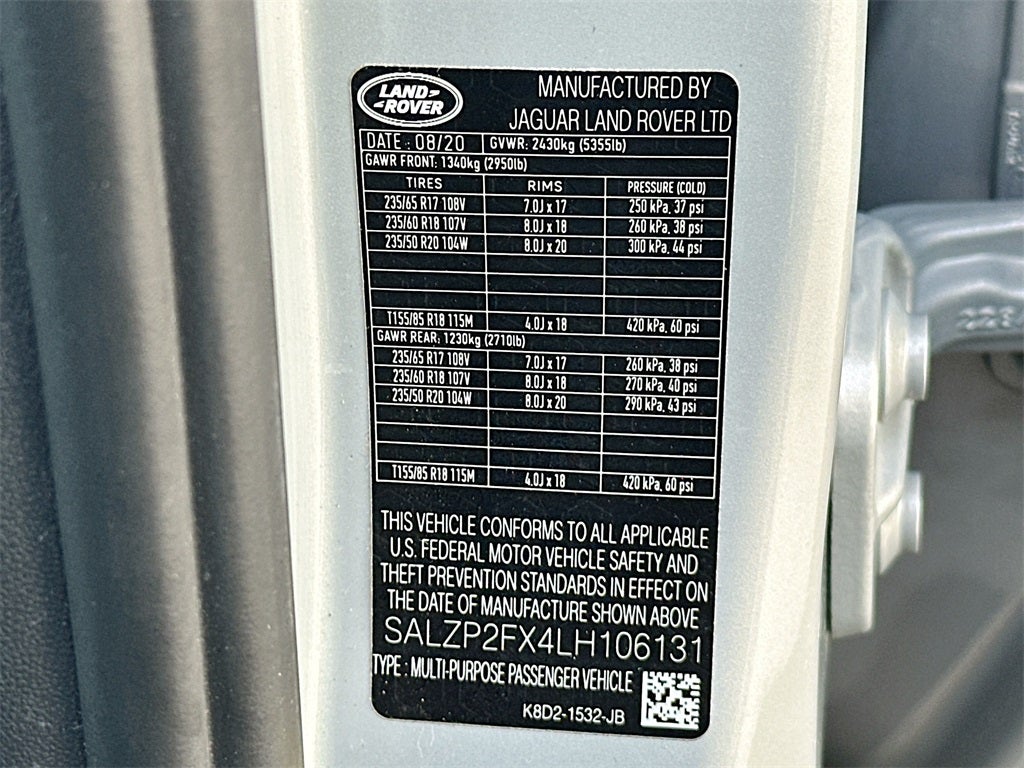 LAND-
-ROVER
MANUFACTURED BY
JAGUAR LAND ROVER LTD
DATE : 08/20 GVWR: 2430kg (5355lb)
GAWR FRONT: 1340kg (2950lb)
TIRES RIMS PRESSURE (COLD)
235/65 R17 108V 7.0J x 17 250 kPa, 37 psi
235/60 R18 107V 8.0J x 18 260 kPa, 38 psi
235/50 R20 104W 8.0J x 20 300 kPa, 44 psi
T155/85 R18 115M 4.0J x 18 420 kPa, 60 psi
GAWR REAR: 1230kg (2710lb)
235/65 R17 108V 7.0J x 17 260 kPa, 38 psi
235/60 R18 107V 8.0J x 18 270 kPa, 40 psi
235/50 R20 104W 8.0J x 20 290 kPa, 43 psi
T155/85 R18 115M 4.0J x 18 420 kPa, 60 psi
THIS VEHICLE CONFORMS TO ALL APPLICABLE
U.S. FEDERAL MOTOR VEHICLE SAFETY AND
THEFT PREVENTION STANDARDS IN EFFECT ON
THE DATE OF MANUFACTURE SHOWN ABOVE
SALZP2FX4LH106131
TYPE : MULTI-PURPOSE PASSENGER VEHICLE
K8D2-1532-JB